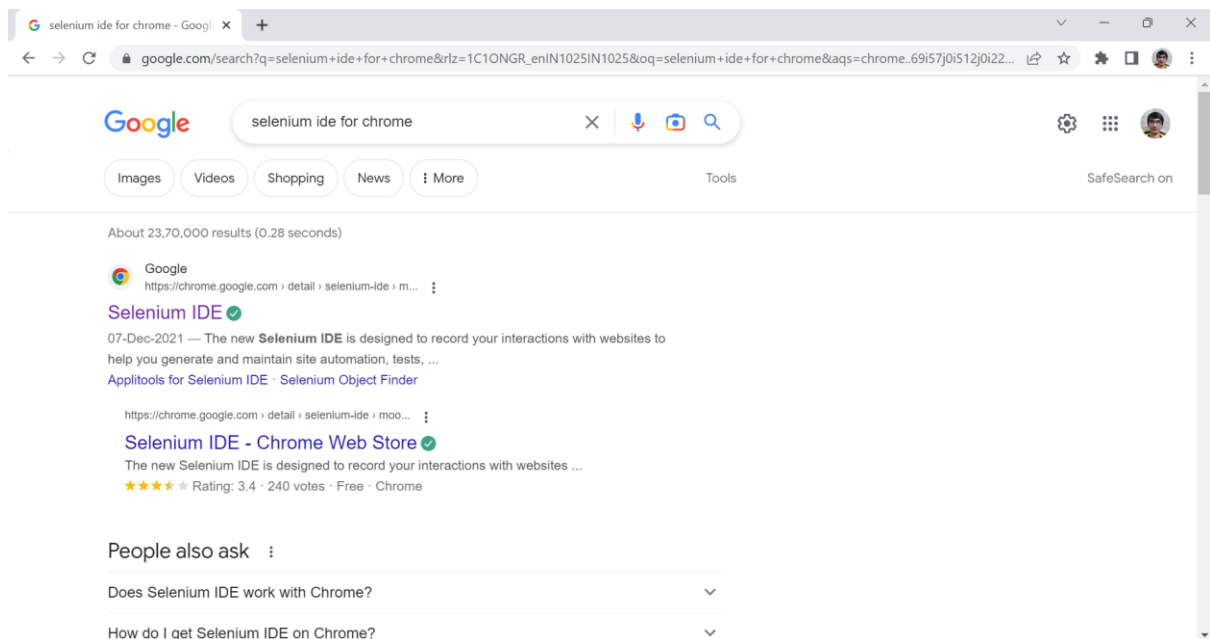 selenium ide for chrome - Googl
google.com/search?q=selenium+ide+for+chrome&rlz=1C1ONGR_enIN1025IN1025&oq=selenium+ide+for+chrome&aqs=chrome..69i57j0i512j0i22...
Google
selenium ide for chrome
Images Videos Shopping News More Tools SafeSearch on
About 23,70,000 results (0.28 seconds)
Google
https://chrome.google.com › detail › selenium-ide › m...
Selenium IDE
07-Dec-2021 — The new Selenium IDE is designed to record your interactions with websites to
help you generate and maintain site automation, tests, ...
Applitools for Selenium IDE · Selenium Object Finder
https://chrome.google.com › detail › selenium-ide › moo...
Selenium IDE - Chrome Web Store
The new Selenium IDE is designed to record your interactions with websites ...
Rating: 3.4 · 240 votes · Free · Chrome
People also ask
Does Selenium IDE work with Chrome?
How do I get Selenium IDE on Chrome?